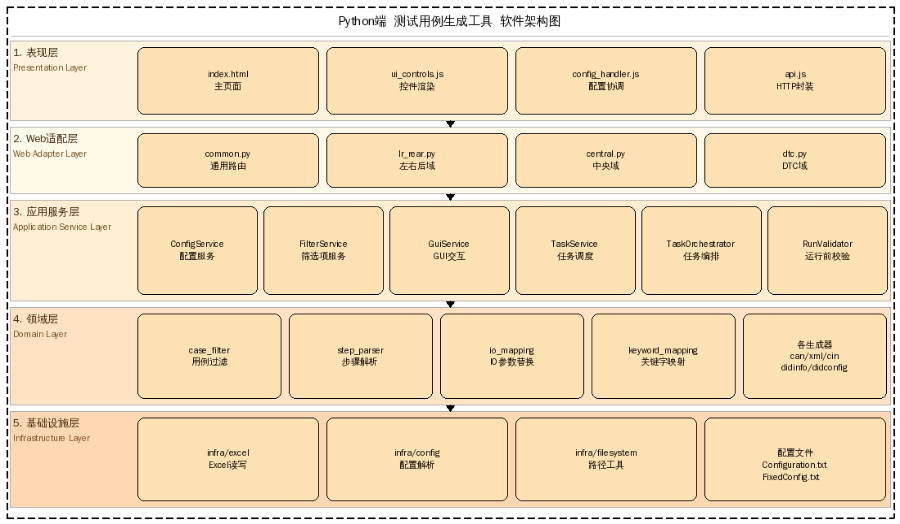 Python端 测试用例生成工具 软件架构图
1. 表现层
Presentation Layer
index.html
主页面
ui_controls.js
控件渲染
config_handler.js
配置协调
api.js
HTTP封装
2. Web适配层
Web Adapter Layer
common.py
通用路由
lr_rear.py
左右后域
central.py
中央域
dtc.py
DTC域
3. 应用服务层
Application Service Layer
ConfigService
配置服务
FilterService
筛选项服务
GuiService
GUI交互
TaskService
任务调度
TaskOrchestrator
任务编排
RunValidator
运行前校验
4. 领域层
Domain Layer
case_filter
用例过滤
step_parser
步骤解析
io_mapping
IO参数替换
keyword_mapping
关键字映射
各生成器
can/xml/cin
didinfo/didconfig
5. 基础设施层
Infrastructure Layer
infra/excel
Excel读写
infra/config
配置解析
infra/filesystem
路径工具
配置文件
Configuration.txt
FixedConfig.txt